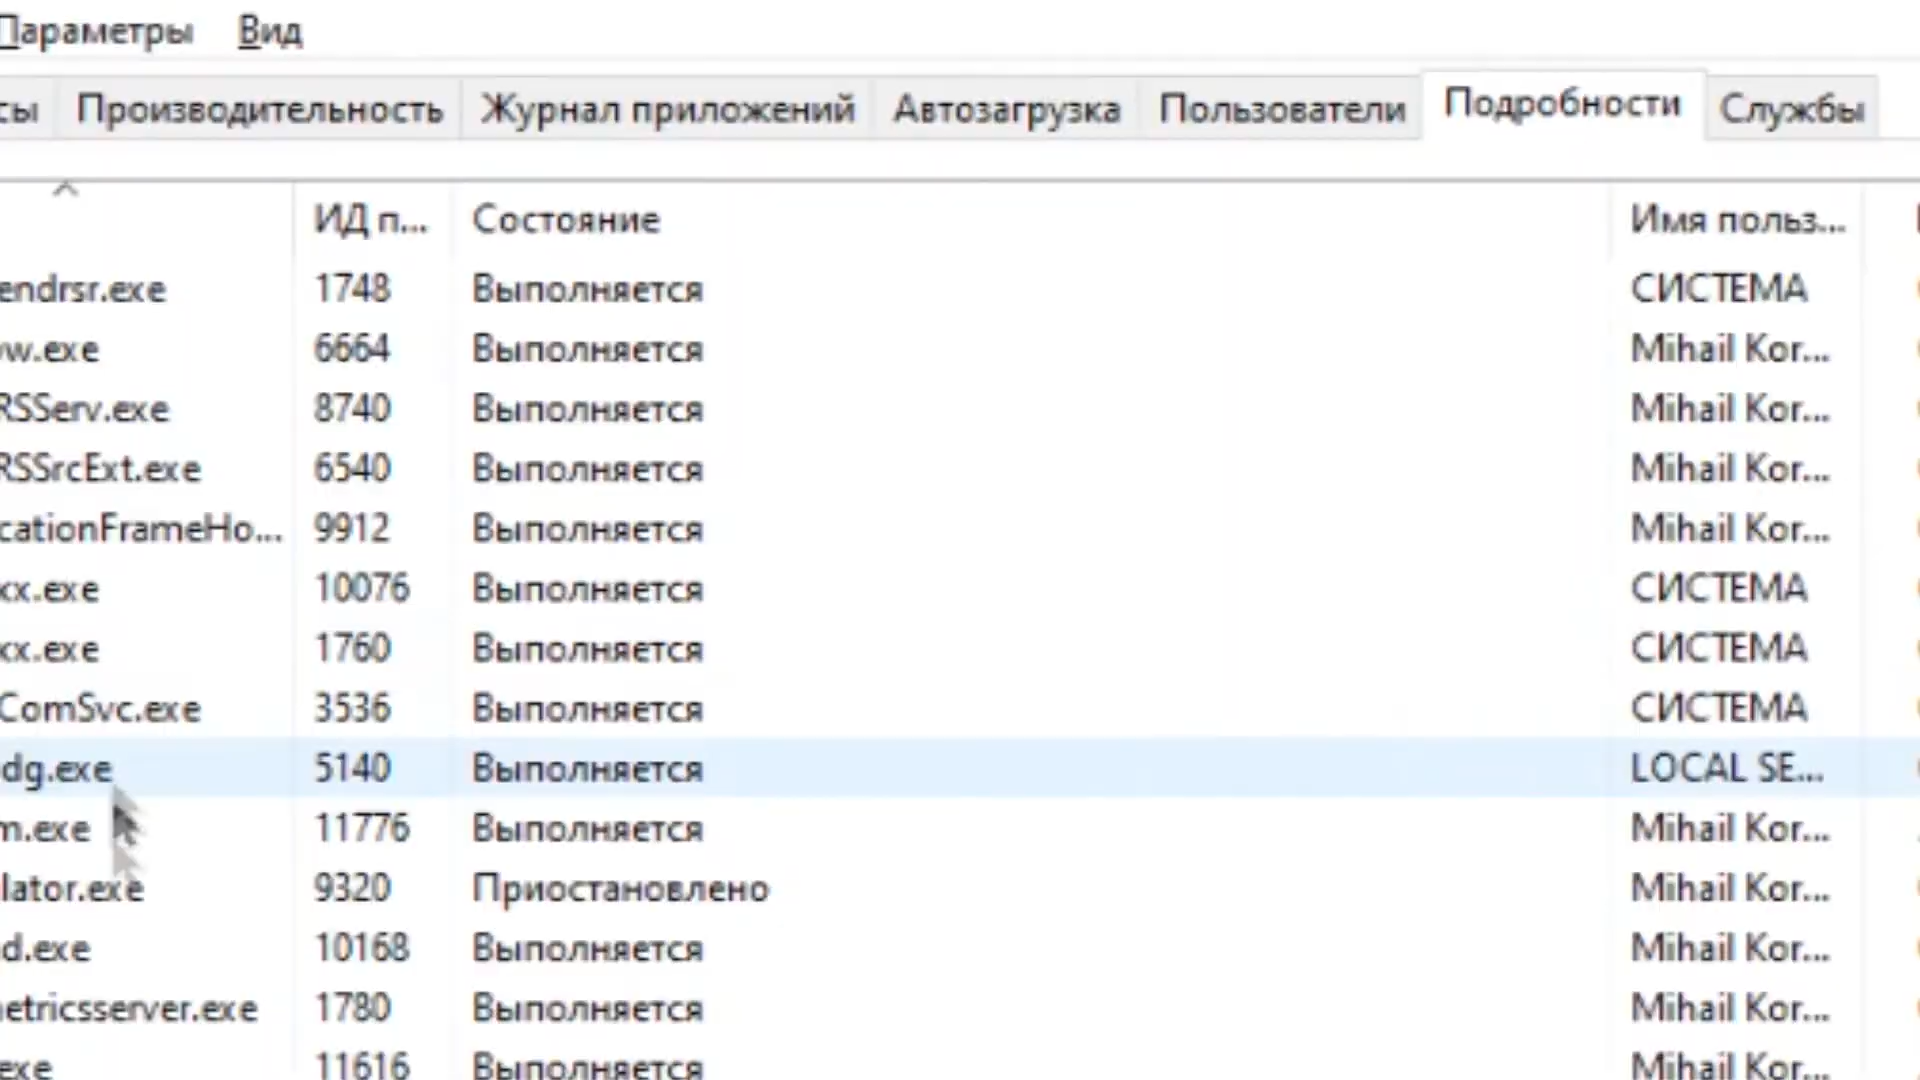 Параметры Вид
сы Производительность Журнал приложений Автозагрузка Пользователи Подробности Службы
ИД п... Состояние Имя польз...
endrsr.exe 1748 Выполняется СИСТЕМА
w.exe 6664 Выполняется Mihail Kor...
RSServ.exe 8740 Выполняется Mihail Kor...
RSSrcExt.exe 6540 Выполняется Mihail Kor...
cationFrameHo... 9912 Выполняется Mihail Kor...
xx.exe 10076 Выполняется СИСТЕМА
xx.exe 1760 Выполняется СИСТЕМА
ComSvc.exe 3536 Выполняется СИСТЕМА
dg.exe 5140 Выполняется LOCAL SE...
m.exe 11776 Выполняется Mihail Kor...
lator.exe 9320 Приостановлено Mihail Kor...
d.exe 10168 Выполняется Mihail Kor...
etricsserver.exe 1780 Выполняется Mihail Kor...
exe 11616 Выполняется Mihail Kor...